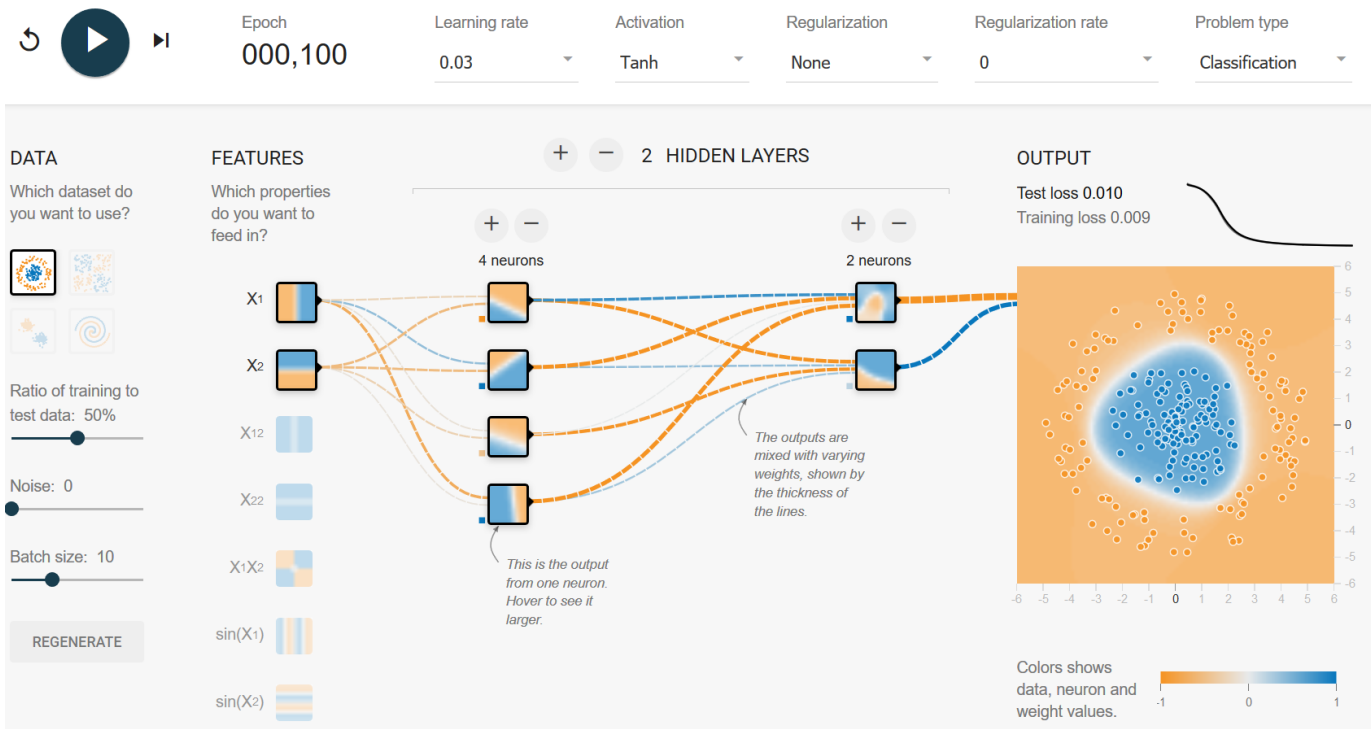 Epoch
000,100
Learning rate
0.03
Activation
Tanh
Regularization
None
Regularization rate
0
Problem type
Classification
DATA
Which dataset do
you want to use?
Ratio of training to
test data: 50%
Noise: 0
Batch size: 10
REGENERATE
FEATURES
Which properties
do you want to
feed in?
X1
X2
X12
X22
X1X2
sin(X1)
sin(X2)
+ − 2 HIDDEN LAYERS
+ −
4 neurons
+ −
2 neurons
This is the output
from one neuron.
Hover to see it
larger.
The outputs are
mixed with varying
weights, shown by
the thickness of
the lines.
OUTPUT
Test loss 0.010
Training loss 0.009
6
5
4
3
2
1
0
-1
-2
-3
-4
-5
-6
-6 -5 -4 -3 -2 -1 0 1 2 3 4 5 6
Colors shows
data, neuron and
weight values.
-1 0 1